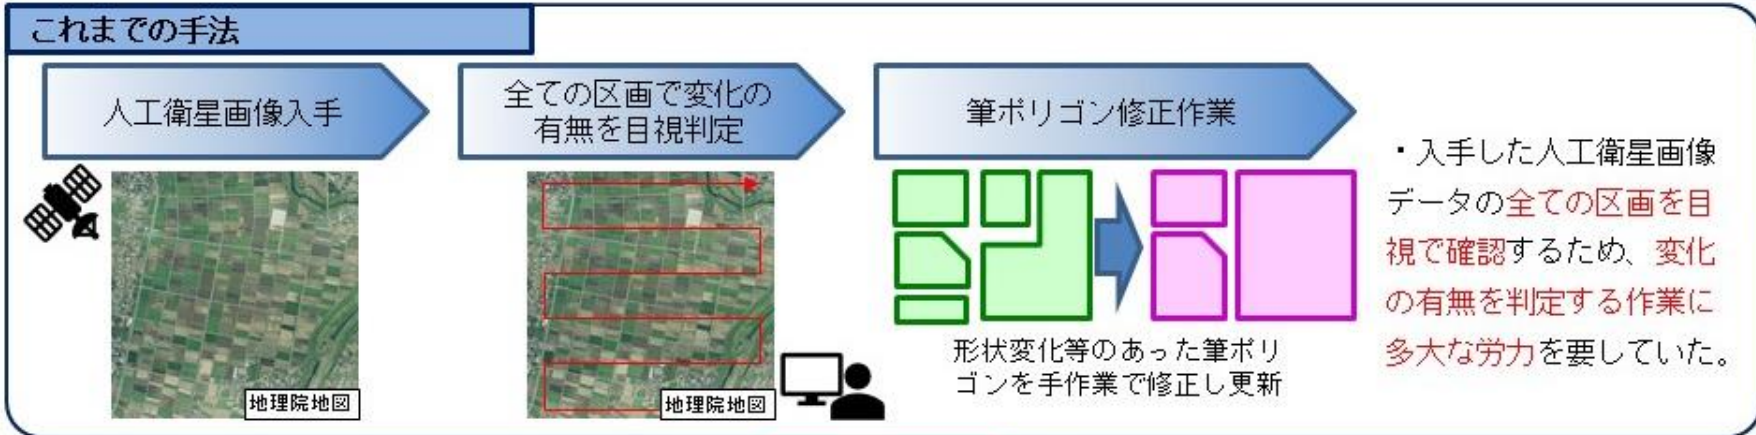 これまでの手法
人工衛星画像入手
全ての区画で変化の
有無を目視判定
筆ポリゴン修正作業
地理院地図
地理院地図
形状変化等のあった筆ポリ
ゴンを手作業で修正し更新
・入手した人工衛星画像
データの全ての区画を目
視で確認するため、変化
の有無を判定する作業に
多大な労力を要していた。